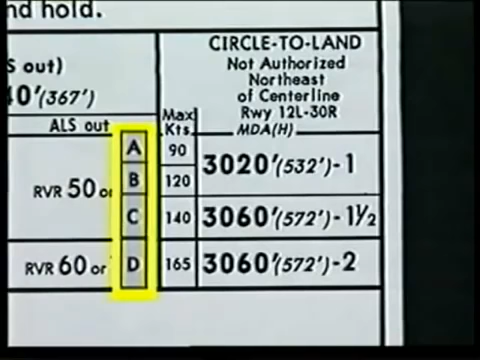 nd hold.
CIRCLE-TO-LAND
Not Authorized
Northeast
of Centerline
Rwy 12L-30R
S out)
0'(367')
ALS out
Max
Kts.
MDA(H)
A 90 3020'(532')-1
B 120
RVR 50 or
C 140 3060'(572')-1½
RVR 60 or D 165 3060'(572')-2